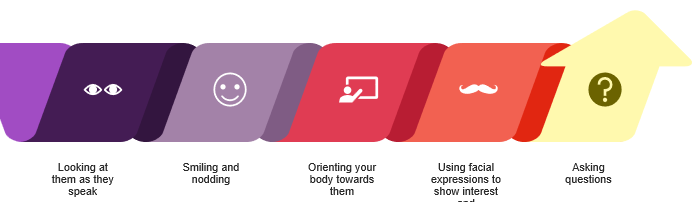 Looking at
them as they
speak
Smiling and
nodding
Orienting your
body towards
them
Using facial
expressions to
show interest
and
Asking
questions